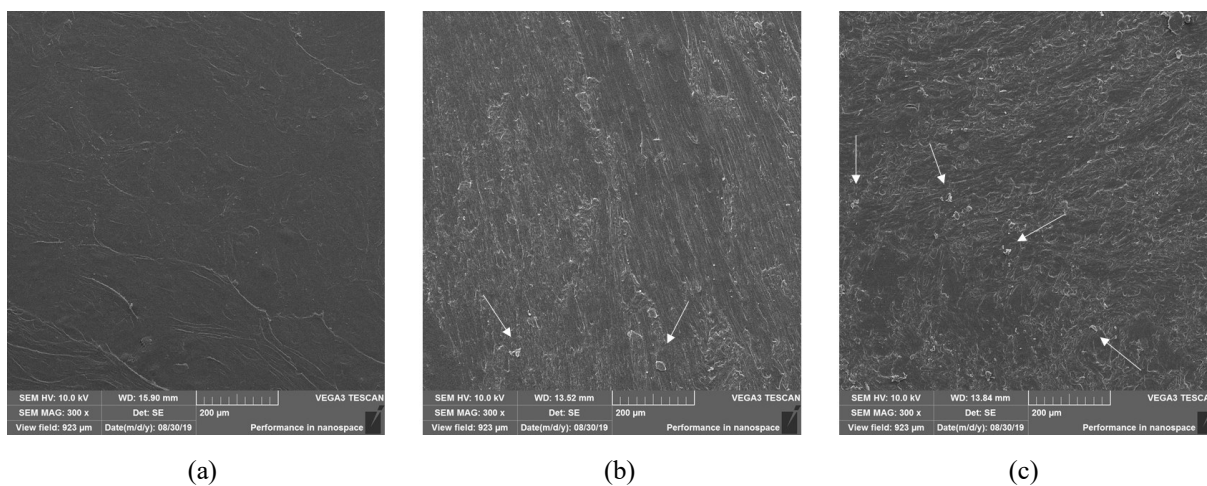 SEM HV: 10.0 kV WD: 15.90 mm VEGA3 TESCAN
SEM MAG: 300 x Det: SE 200 µm
View field: 923 µm Date(m/d/y): 08/30/19 Performance in nanospace
(a)
SEM HV: 10.0 kV WD: 13.52 mm VEGA3 TESCAN
SEM MAG: 300 x Det: SE 200 µm
View field: 923 µm Date(m/d/y): 08/30/19 Performance in nanospace
(b)
SEM HV: 10.0 kV WD: 13.84 mm VEGA3 TESCAN
SEM MAG: 300 x Det: SE 200 µm
View field: 923 µm Date(m/d/y): 08/30/19 Performance in nanospace
(c)